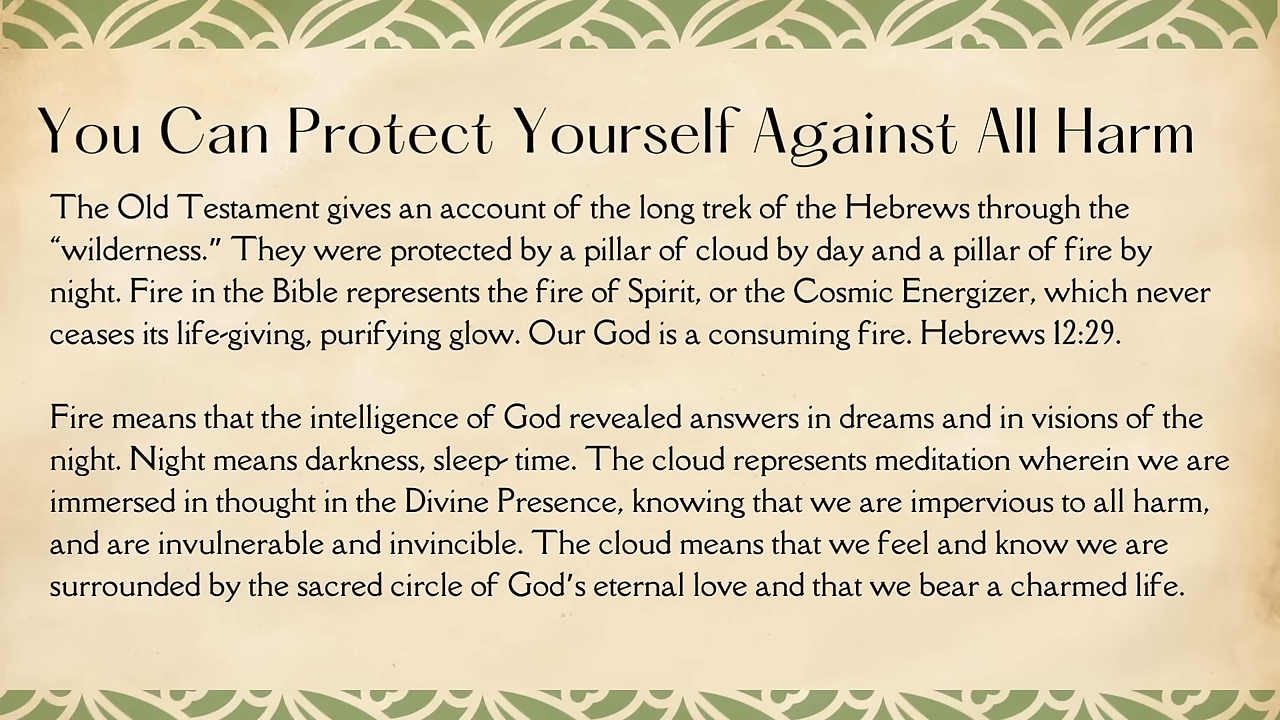 You Can Protect Yourself Against All Harm
The Old Testament gives an account of the long trek of the Hebrews through the
“wilderness." They were protected by a pillar of cloud by day and a pillar of fire by
night. Fire in the Bible represents the fire of Spirit, or the Cosmic Energizer, which never
ceases its life-giving, purifying glow. Our God is a consuming fire. Hebrews 12:29.
Fire means that the intelligence of God revealed answers in dreams and in visions of the
night. Night means darkness, sleep- time. The cloud represents meditation wherein we are
immersed in thought in the Divine Presence, knowing that we are impervious to all harm,
and are invulnerable and invincible. The cloud means that we feel and know we are
surrounded by the sacred circle of God's eternal love and that we bear a charmed life.